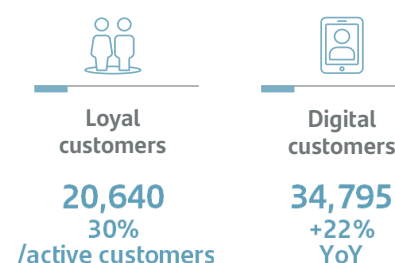 Loyal
customers
20,640
30%
/active customers
Digital
customers
34,795
+22%
YoY